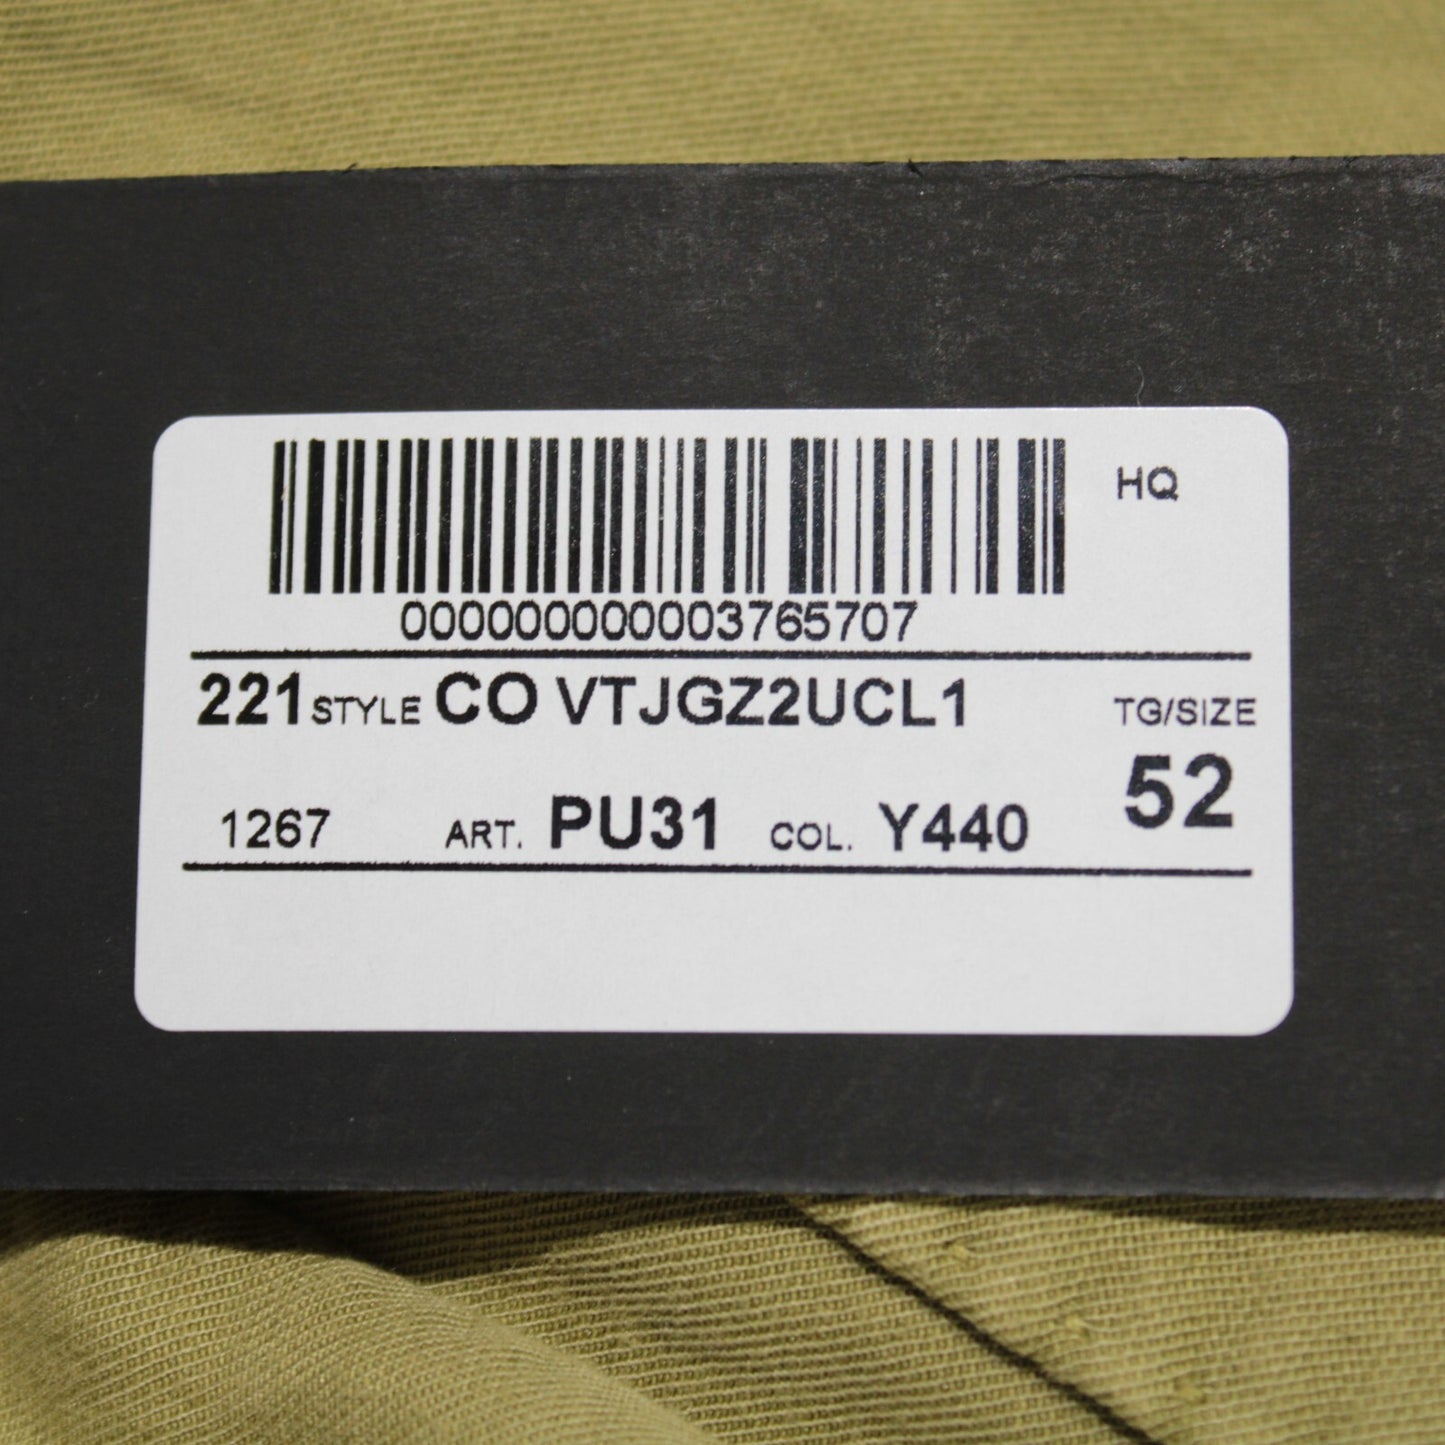 HQ
000000000003765707
221 STYLE CO VTJGZ2UCL1 TG/SIZE
52
1267 ART. PU31 COL. Y440